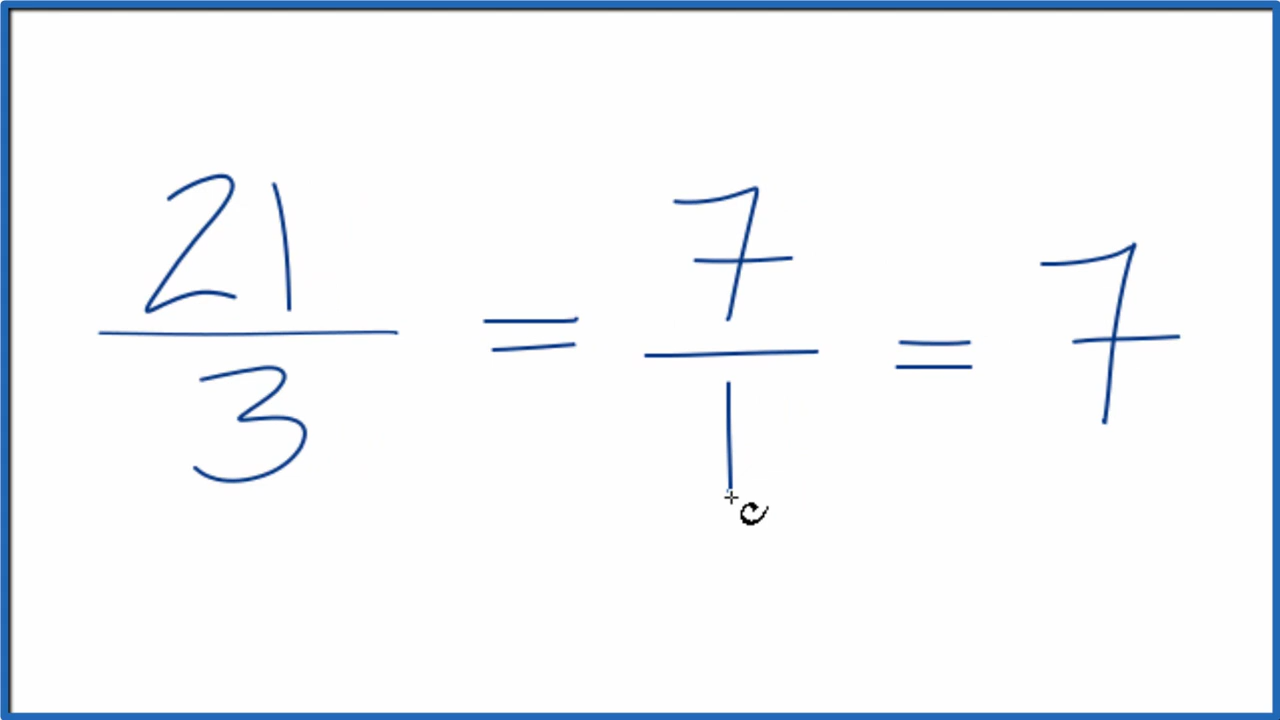 21/3 = 7/1 = 7